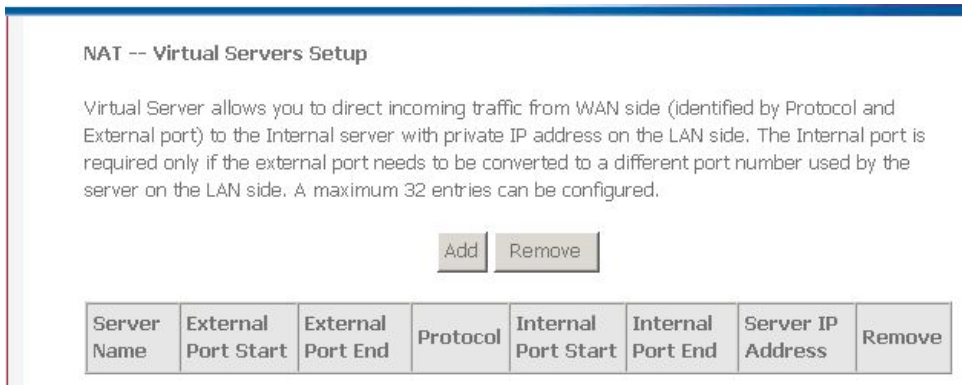 NAT -- Virtual Servers Setup
Virtual Server allows you to direct incoming traffic from WAN side (identified by Protocol and
External port) to the Internal server with private IP address on the LAN side. The Internal port is
required only if the external port needs to be converted to a different port number used by the
server on the LAN side. A maximum 32 entries can be configured.
Add Remove
Server Name External Port Start External Port End Protocol Internal Port Start Internal Port End Server IP Address Remove